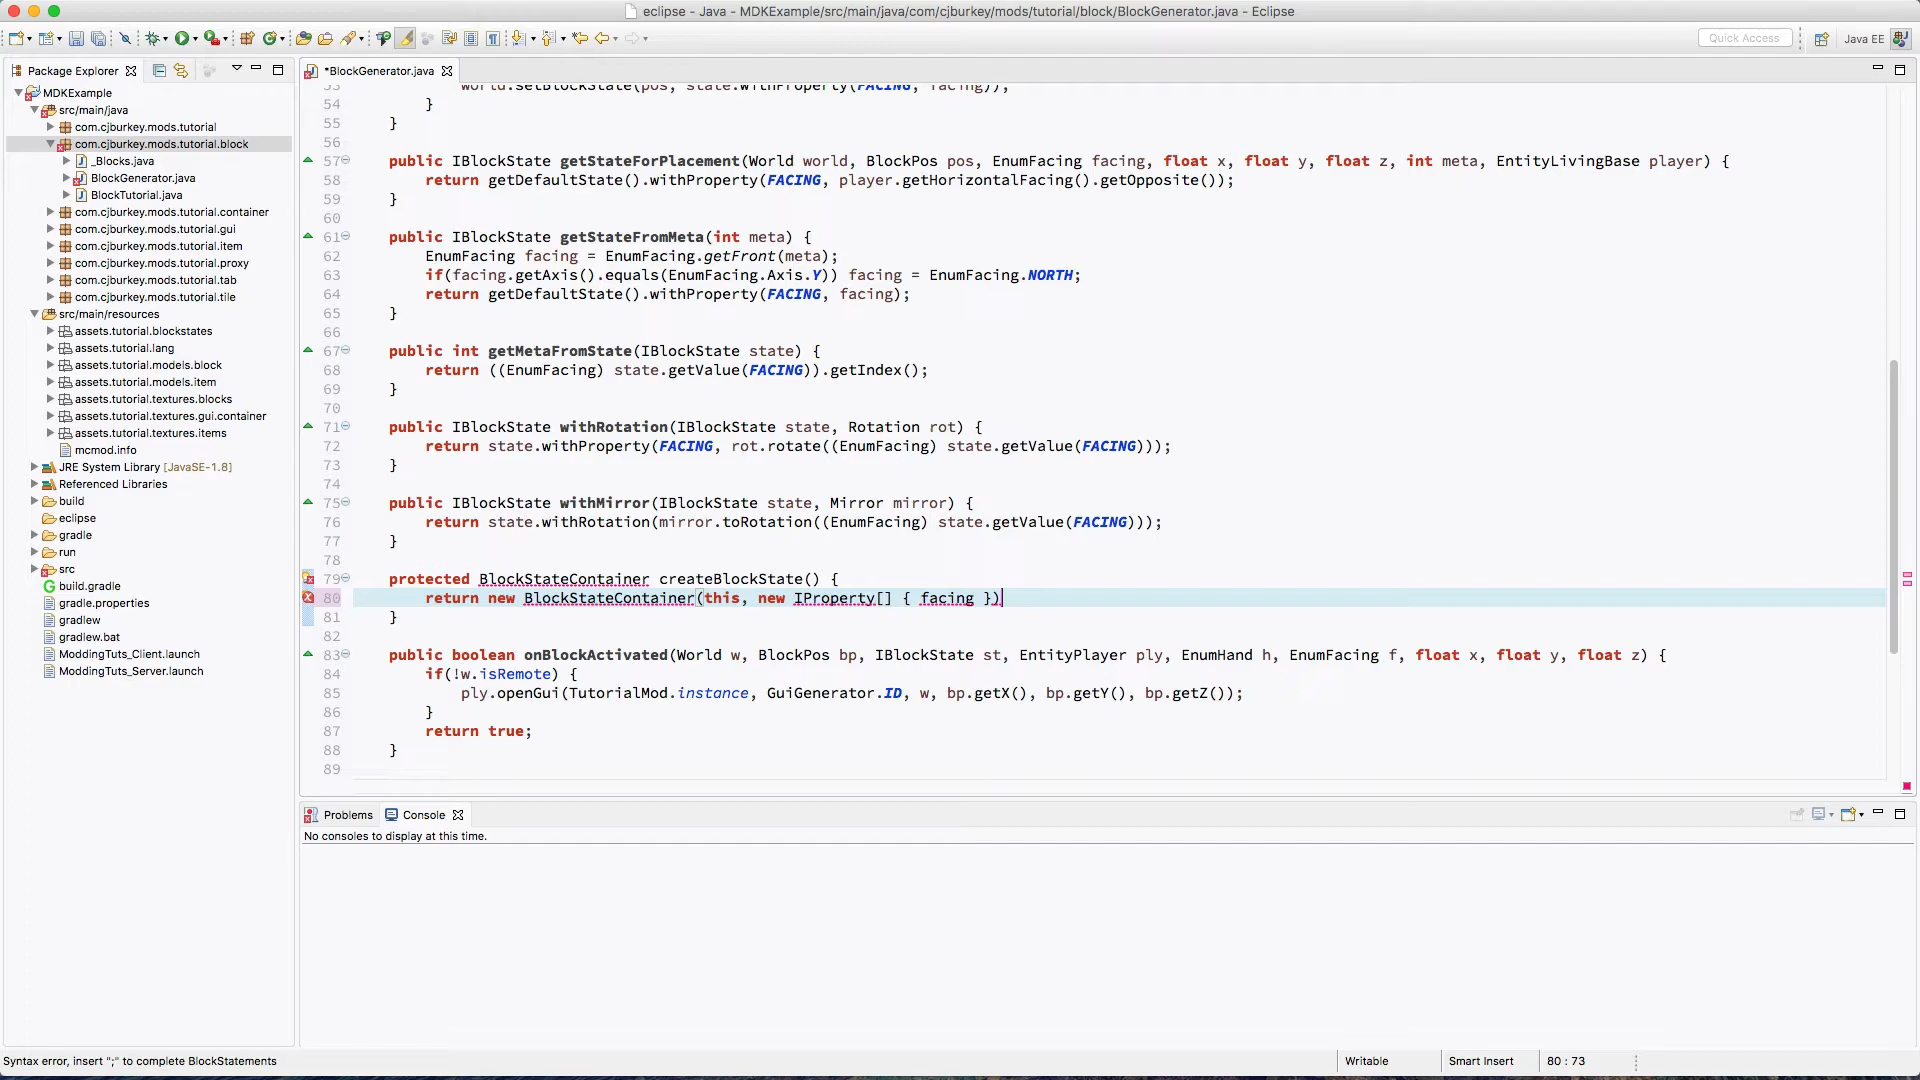 eclipse - Java - MDKExample/src/main/java/com/cjburkey/mods/tutorial/block/BlockGenerator.java - Eclipse
Quick Access
Java EE
Package Explorer
*BlockGenerator.java
MDKExample
src/main/java
com.cjburkey.mods.tutorial
com.cjburkey.mods.tutorial.block
_Blocks.java
BlockGenerator.java
BlockTutorial.java
com.cjburkey.mods.tutorial.container
com.cjburkey.mods.tutorial.gui
com.cjburkey.mods.tutorial.item
com.cjburkey.mods.tutorial.proxy
com.cjburkey.mods.tutorial.tab
com.cjburkey.mods.tutorial.tile
src/main/resources
assets.tutorial.blockstates
assets.tutorial.lang
assets.tutorial.models.block
assets.tutorial.models.item
assets.tutorial.textures.blocks
assets.tutorial.textures.gui.container
assets.tutorial.textures.items
mcmod.info
JRE System Library [JavaSE-1.8]
Referenced Libraries
build
eclipse
gradle
run
src
build.gradle
gradle.properties
gradlew
gradlew.bat
ModdingTuts_Client.launch
ModdingTuts_Server.launch
53 world.setBlockState(pos, state.withProperty(FACING, facing));
54 }
55 }
56
57 public IBlockState getStateForPlacement(World world, BlockPos pos, EnumFacing facing, float x, float y, float z, int meta, EntityLivingBase player) {
58 return getDefaultState().withProperty(FACING, player.getHorizontalFacing().getOpposite());
59 }
60
61 public IBlockState getStateFromMeta(int meta) {
62 EnumFacing facing = EnumFacing.getFront(meta);
63 if(facing.getAxis().equals(EnumFacing.Axis.Y)) facing = EnumFacing.NORTH;
64 return getDefaultState().withProperty(FACING, facing);
65 }
66
67 public int getMetaFromState(IBlockState state) {
68 return ((EnumFacing) state.getValue(FACING)).getIndex();
69 }
70
71 public IBlockState withRotation(IBlockState state, Rotation rot) {
72 return state.withProperty(FACING, rot.rotate((EnumFacing) state.getValue(FACING)));
73 }
74
75 public IBlockState withMirror(IBlockState state, Mirror mirror) {
76 return state.withRotation(mirror.toRotation((EnumFacing) state.getValue(FACING)));
77 }
78
79 protected BlockStateContainer createBlockState() {
80 return new BlockStateContainer(this, new IProperty[] { facing })
81 }
82
83 public boolean onBlockActivated(World w, BlockPos bp, IBlockState st, EntityPlayer ply, EnumHand h, EnumFacing f, float x, float y, float z) {
84 if(!w.isRemote) {
85 ply.openGui(TutorialMod.instance, GuiGenerator.ID, w, bp.getX(), bp.getY(), bp.getZ());
86 }
87 return true;
88 }
89
Problems
Console
No consoles to display at this time.
Syntax error, insert ";" to complete BlockStatements
Writable
Smart Insert
80 : 73